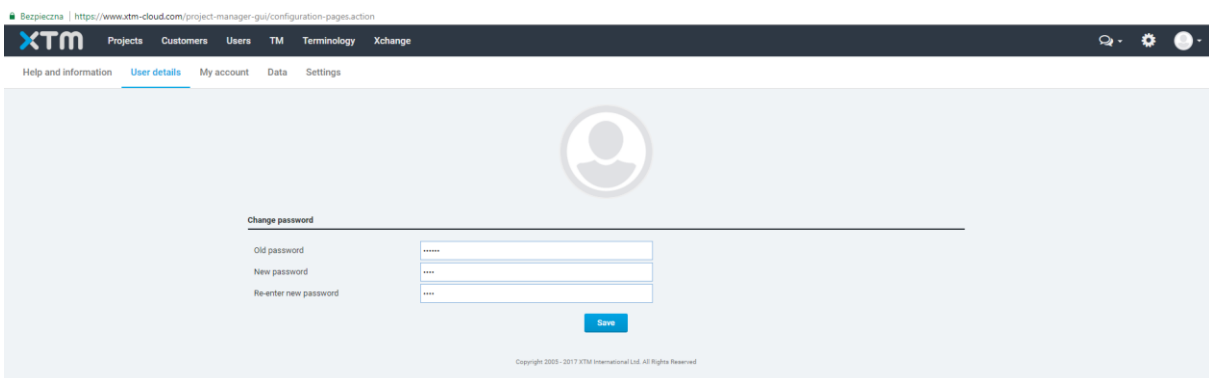 Bezpieczna | https://www.xtm-cloud.com/project-manager-gui/configuration-pages.action
XTM Projects Customers Users TM Terminology Xchange
Help and information User details My account Data Settings
Change password
Old password ••••••
New password ••••
Re-enter new password ••••
Save
Copyright 2005 - 2017 XTM International Ltd. All Rights Reserved